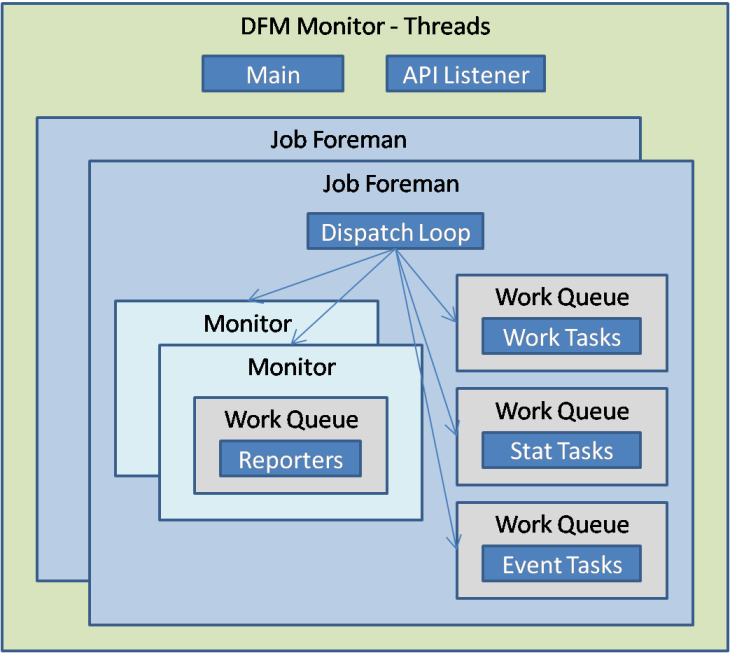 DFM Monitor - Threads
Main
API Listener
Job Foreman
Job Foreman
Dispatch Loop
Monitor
Monitor
Work Queue
Reporters
Work Queue
Work Tasks
Work Queue
Stat Tasks
Work Queue
Event Tasks